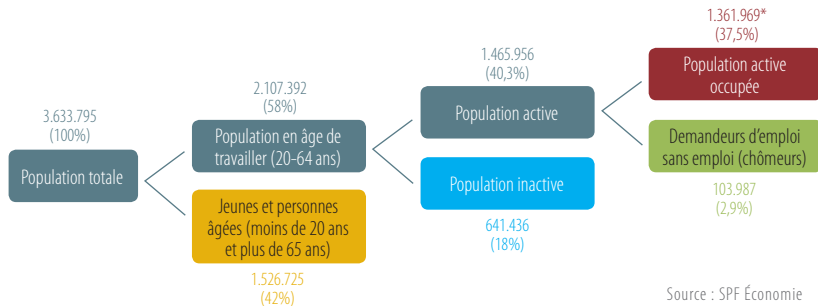 3.633.795
(100%)
Population totale
2.107.392
(58%)
Population en âge de
travailler (20-64 ans)
Jeunes et personnes
âgées (moins de 20 ans
et plus de 65 ans)
1.526.725
(42%)
1.465.956
(40,3%)
Population active
Population inactive
641.436
(18%)
1.361.969*
(37,5%)
Population active
occupée
Demandeurs d'emploi
sans emploi (chômeurs)
103.987
(2,9%)
Source : SPF Économie